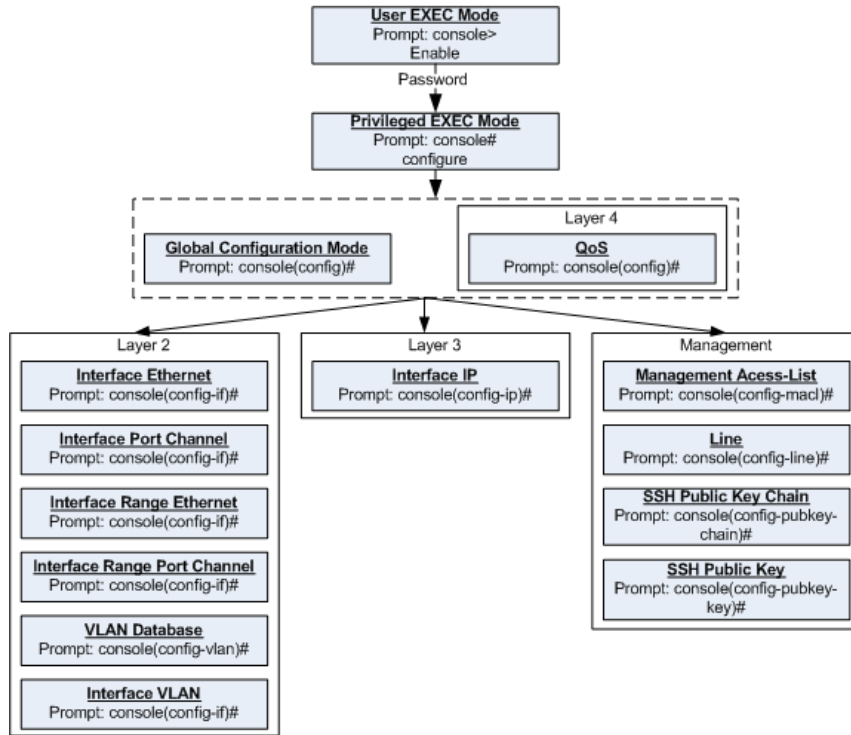 User EXEC Mode
Prompt: console>
Enable
Password
Privileged EXEC Mode
Prompt: console#
configure
Global Configuration Mode
Prompt: console(config)#
Layer 4
QoS
Prompt: console(config)#
Layer 2
Interface Ethernet
Prompt: console(config-if)#
Interface Port Channel
Prompt: console(config-if)#
Interface Range Ethernet
Prompt: console(config-if)#
Interface Range Port Channel
Prompt: console(config-if)#
VLAN Database
Prompt: console(config-vlan)#
Interface VLAN
Prompt: console(config-if)#
Layer 3
Interface IP
Prompt: console(config-ip)#
Management
Management Acess-List
Prompt: console(config-macl)#
Line
Prompt: console(config-line)#
SSH Public Key Chain
Prompt: console(config-pubkey-
chain)#
SSH Public Key
Prompt: console(config-pubkey-
key)#